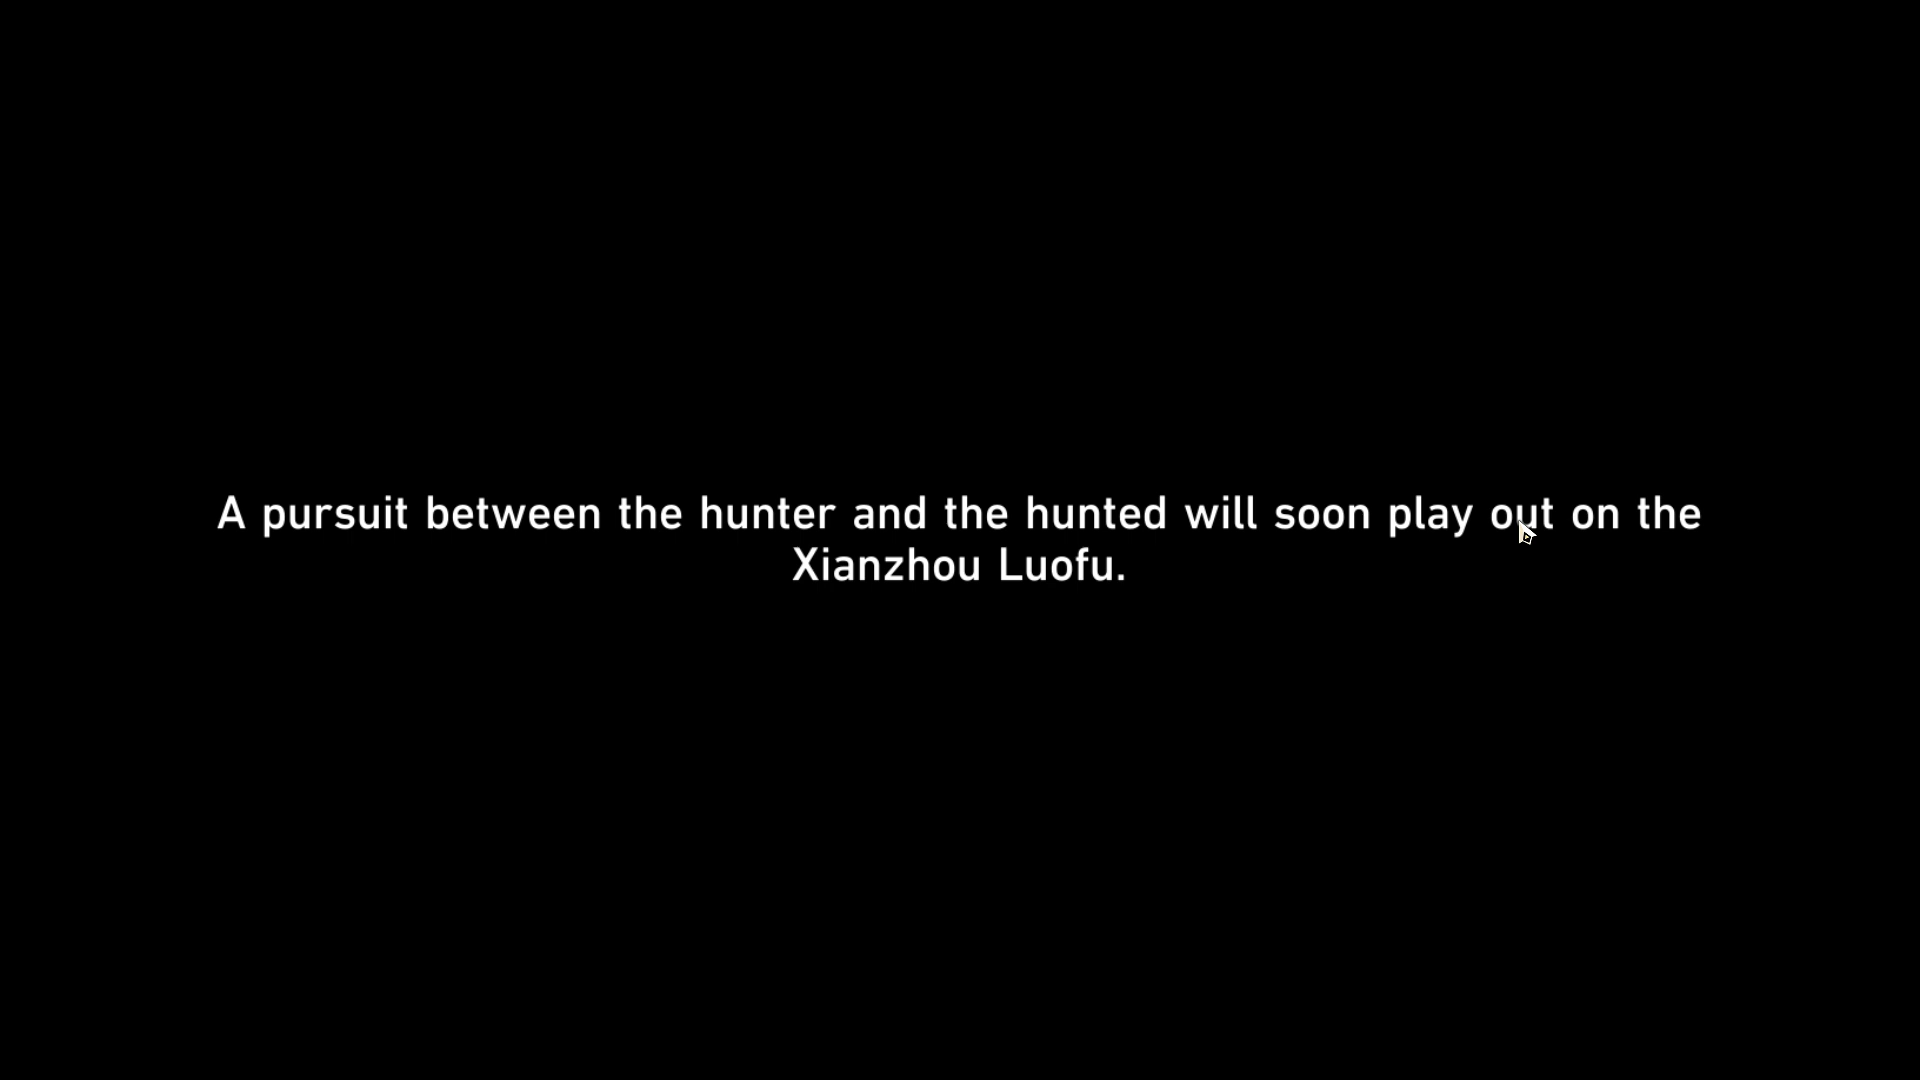 A pursuit between the hunter and the hunted will soon play out on the
Xianzhou Luofu.